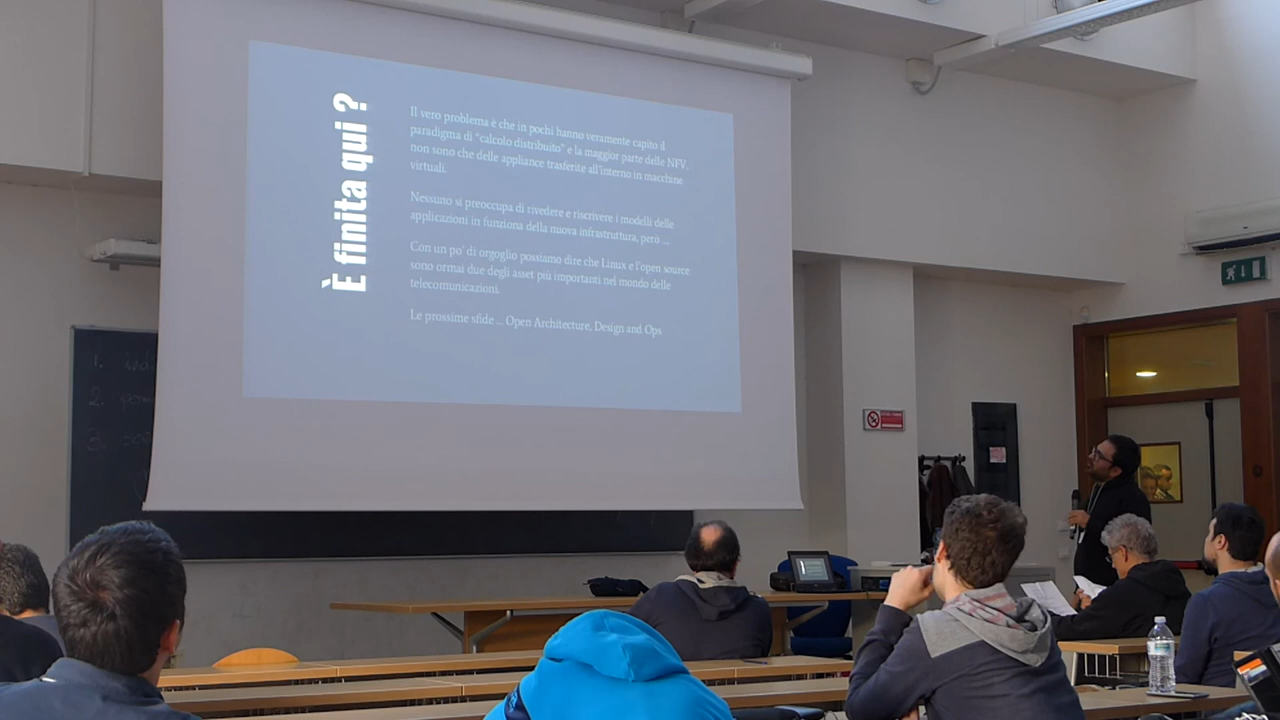 È finita qui ?
Il vero problema è che in pochi hanno veramente capito il
paradigma di "calcolo distribuito" e la maggior parte delle NFV,
non sono che delle appliance trasferite all'interno in macchine
virtuali.
Nessuno si preoccupa di rivedere e riscrivere i modelli delle
applicazioni in funziona della nuova infrastruttura, però ...
Con un po' di orgoglio possiamo dire che Linux e l'open source
sono ormai due degli asset più importanti nel mondo delle
telecomunicazioni.
Le prossime sfide ... Open Architecture, Design and Ops
1.
2.
3.